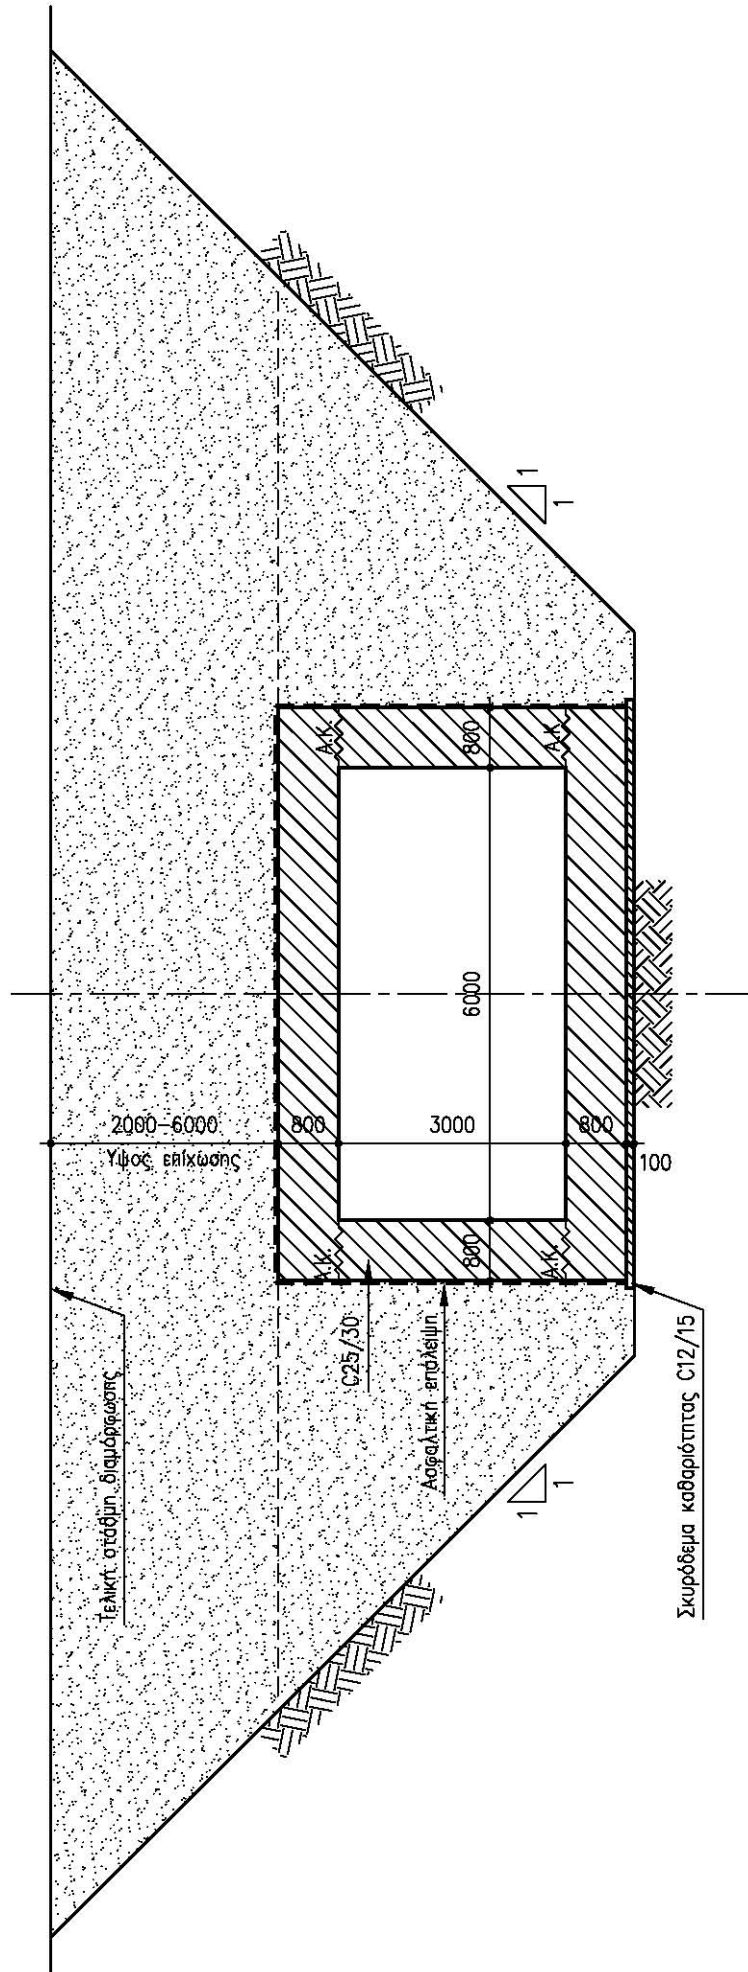 Τελική στάθμη διαμόρφωσης
2000-6000
Υψος επίχωσης
800
3000
800
100
A.K.
A.K.
A.K.
A.K.
800
6000
800
C25/30
Ασφαλτική επάλειψη
1
1
1
1
Σκυρόδεμα καθαριότητας C12/15